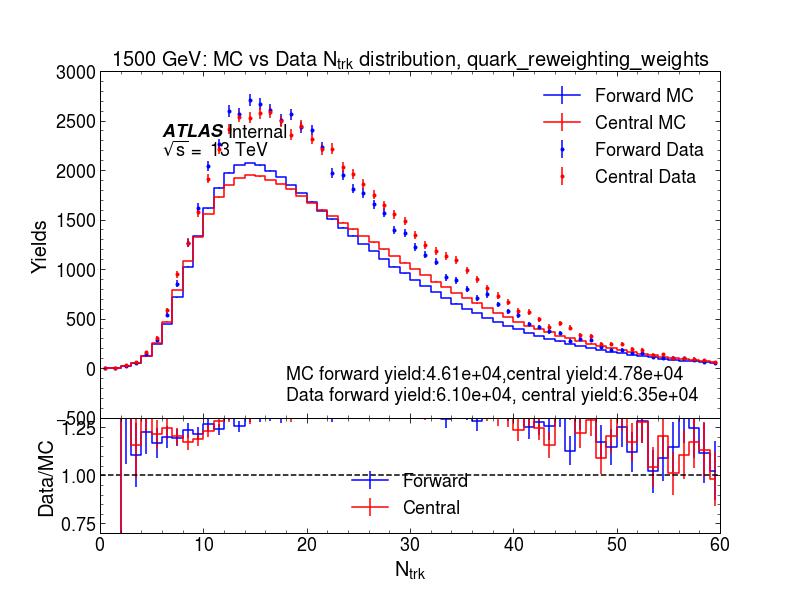 1500 GeV: MC vs Data N_trk distribution, quark_reweighting_weights
3000
2500
2000
1500
1000
500
0
−500
Yields
ATLAS Internal
√s = 13 TeV
Forward MC
Central MC
Forward Data
Central Data
MC forward yield:4.61e+04,central yield:4.78e+04
Data forward yield:6.10e+04, central yield:6.35e+04
1.25
1.00
0.75
Data/MC
Forward
Central
0 10 20 30 40 50 60
N_trk